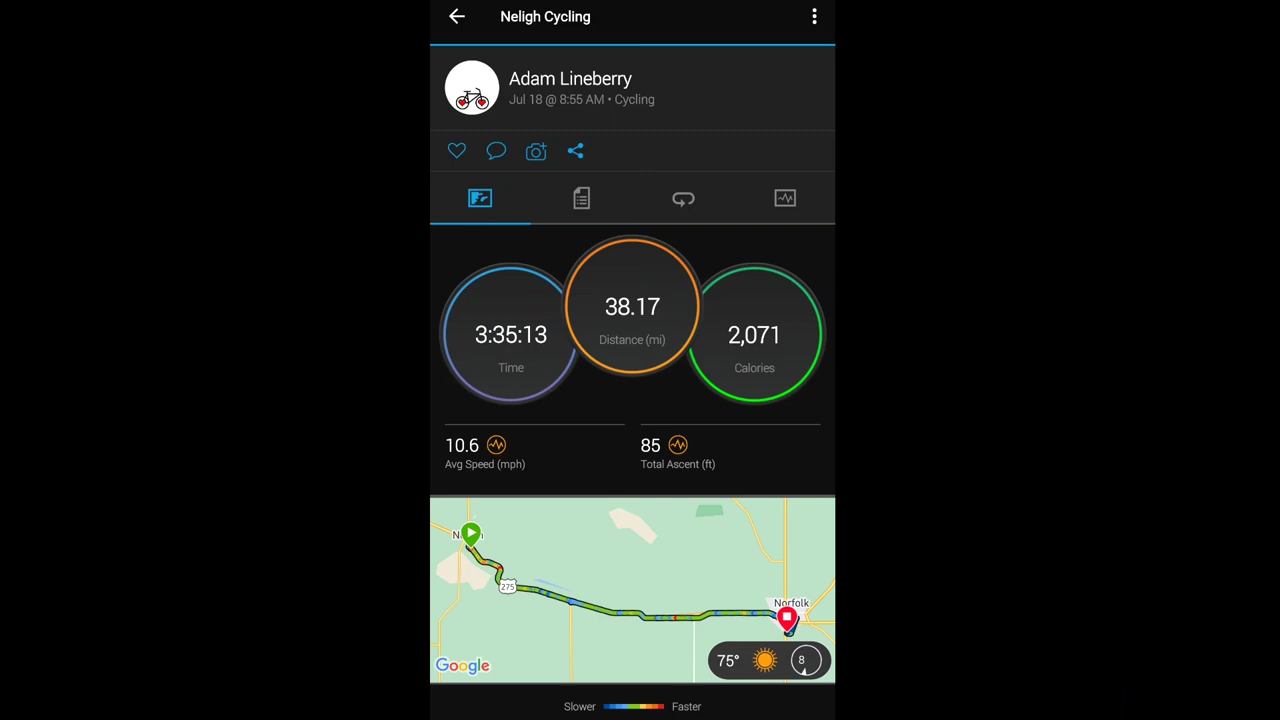 Neligh Cycling
Adam Lineberry
Jul 18 @ 8:55 AM • Cycling
38.17
Distance (mi)
3:35:13
Time
2,071
Calories
10.6
Avg Speed (mph)
85
Total Ascent (ft)
275
Norfolk
75°
8
Google
Slower
Faster